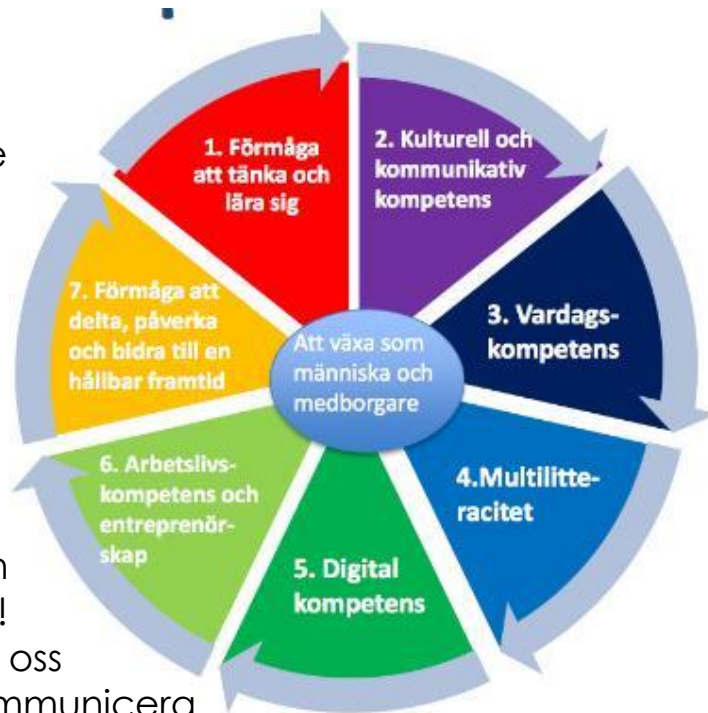 1. Förmåga
att tänka och
lära sig
2. Kulturell och
kommunikativ
kompetens
3. Vardags-
kompetens
4.Multilitte-
racitet
5. Digital
kompetens
6. Arbetslivs-
kompetens och
entreprenör-
skap
7. Förmåga att
delta, påverka
och bidra till en
hållbar framtid
Att växa som
människa och
medborgare
!
oss